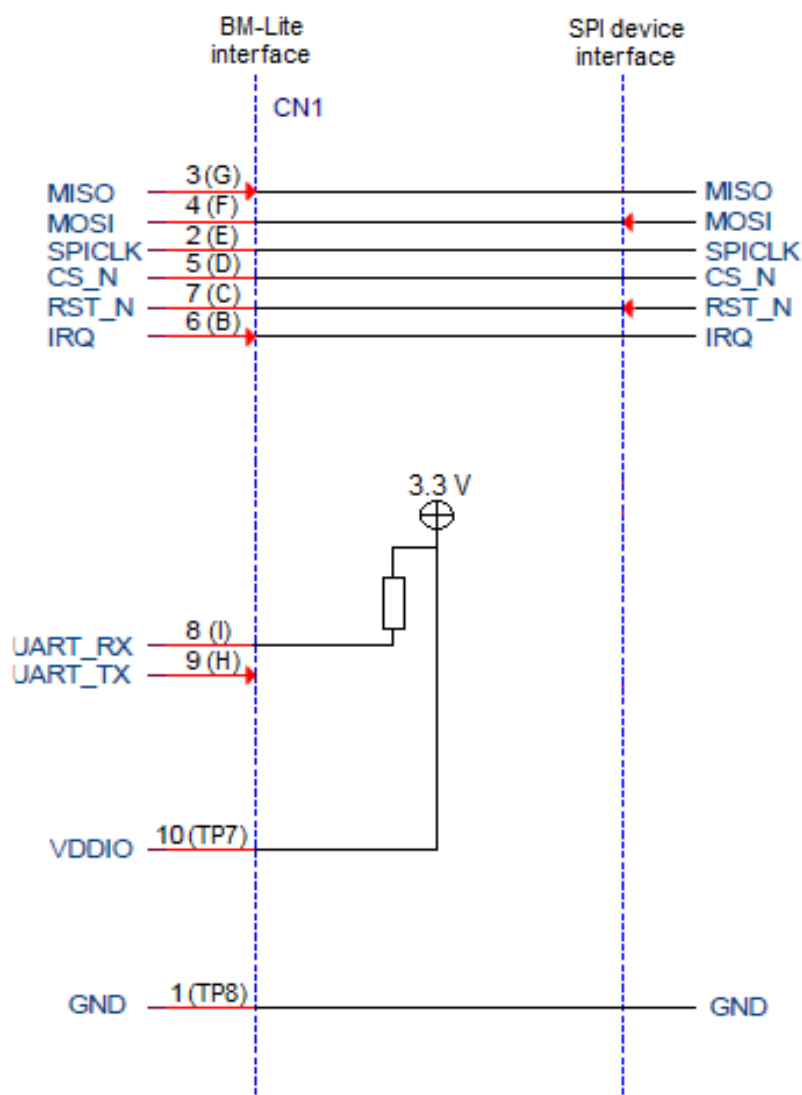 BM-Lite
interface
SPI device
interface
CN1
MISO 3 (G) MISO
MOSI 4 (F) MOSI
SPICLK 2 (E) SPICLK
CS_N 5 (D) CS_N
RST_N 7 (C) RST_N
IRQ 6 (B) IRQ
3.3 V
UART_RX 8 (I)
UART_TX 9 (H)
VDDIO 10 (TP7)
GND 1 (TP8) GND